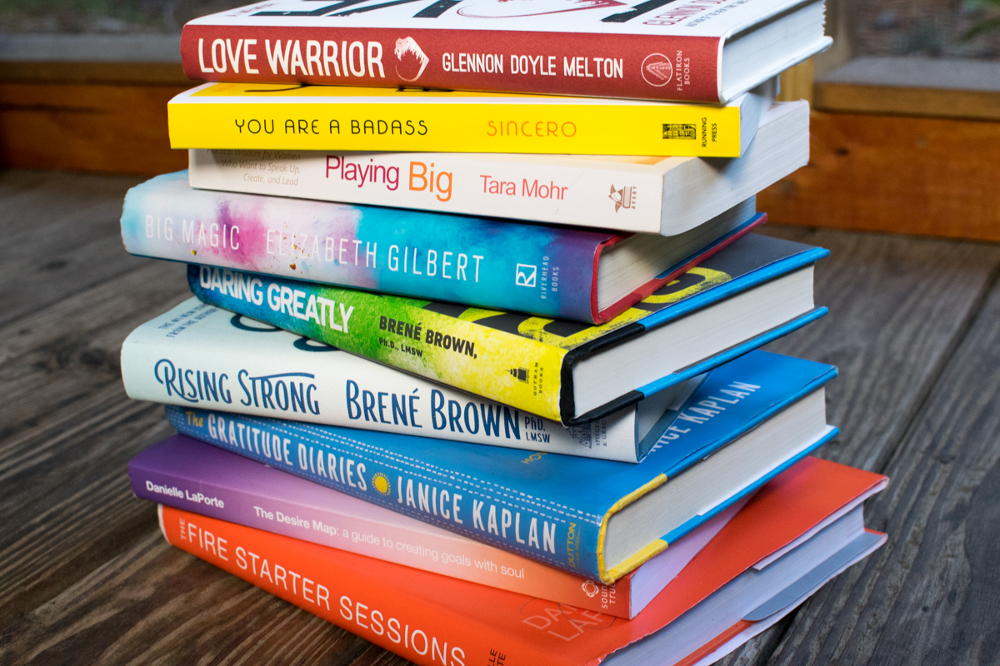 LOVE WARRIOR GLENNON DOYLE MELTON FLATIRON BOOKS
YOU ARE A BADASS SINCERO RUNNING PRESS
Practical Wisdom for Women
Who Want to Speak Up,
Create, and Lead
Playing Big Tara Mohr AVERY
BIG MAGIC ELIZABETH GILBERT RIVERHEAD BOOKS
DARING GREATLY BRENÉ BROWN,
Ph.D., LMSW
GOTHAM BOOKS
RISING STRONG BRENÉ BROWN PhD, LMSW
The GRATITUDE DIARIES JANICE KAPLAN DUTTON
KAPLAN
Danielle LaPorte The Desire Map: a guide to creating goals with soul
THE FIRE STARTER SESSIONS